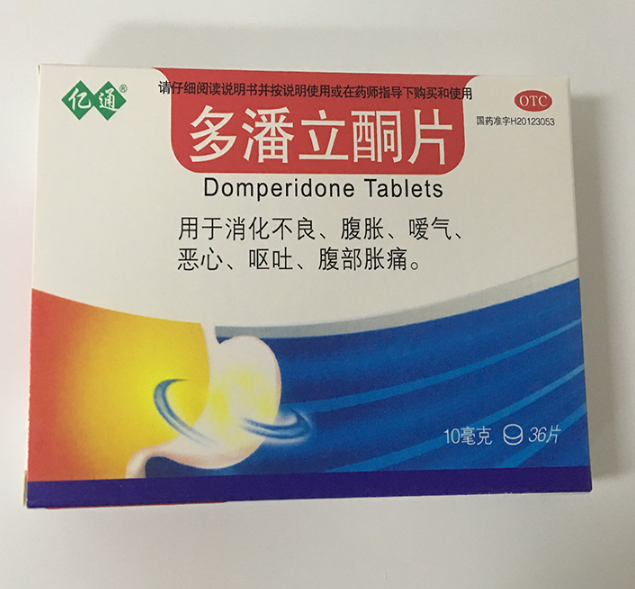 亿通®
请仔细阅读说明书并按说明使用或在药师指导下购买和使用
OTC
国药准字H20123053
多潘立酮片
Domperidone Tablets
用于消化不良、腹胀、嗳气、
恶心、呕吐、腹部胀痛。
10毫克 36片